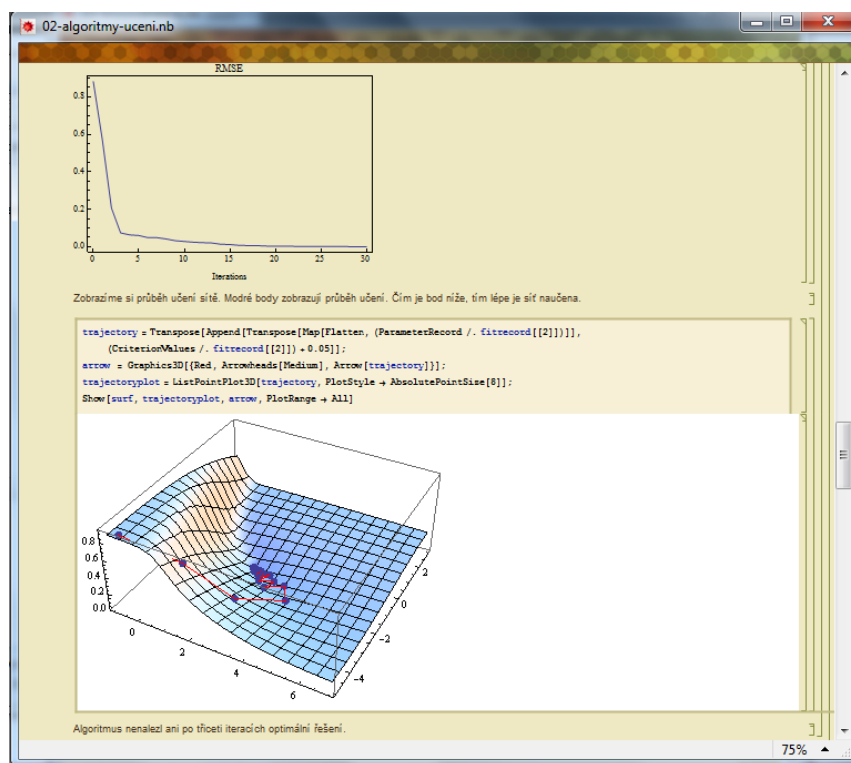 02-algoritmy-uceni.nb
RMSE
0.8
0.6
0.4
0.2
0.0
0 5 10 15 20 25 30
Iterations
Zobrazíme si průběh učení sítě. Modré body zobrazují průběh učení. Čím je bod níže, tím lépe je síť naučena.
trajectory = Transpose[Append[Transpose[Map[Flatten, (ParameterRecord /. fitrecord[[2]])]],
(CriterionValues /. fitrecord[[2]]) + 0.05]];
arrow = Graphics3D[{Red, Arrowheads[Medium], Arrow[trajectory]}];
trajectoryplot = ListPointPlot3D[trajectory, PlotStyle → AbsolutePointSize[8]];
Show[surf, trajectoryplot, arrow, PlotRange → All]
0.8
0.6
0.4
0.2
0.0
0
2
4
6
2
0
-2
-4
Algoritmus nenalezl ani po třiceti iteracích optimální řešení.
75%